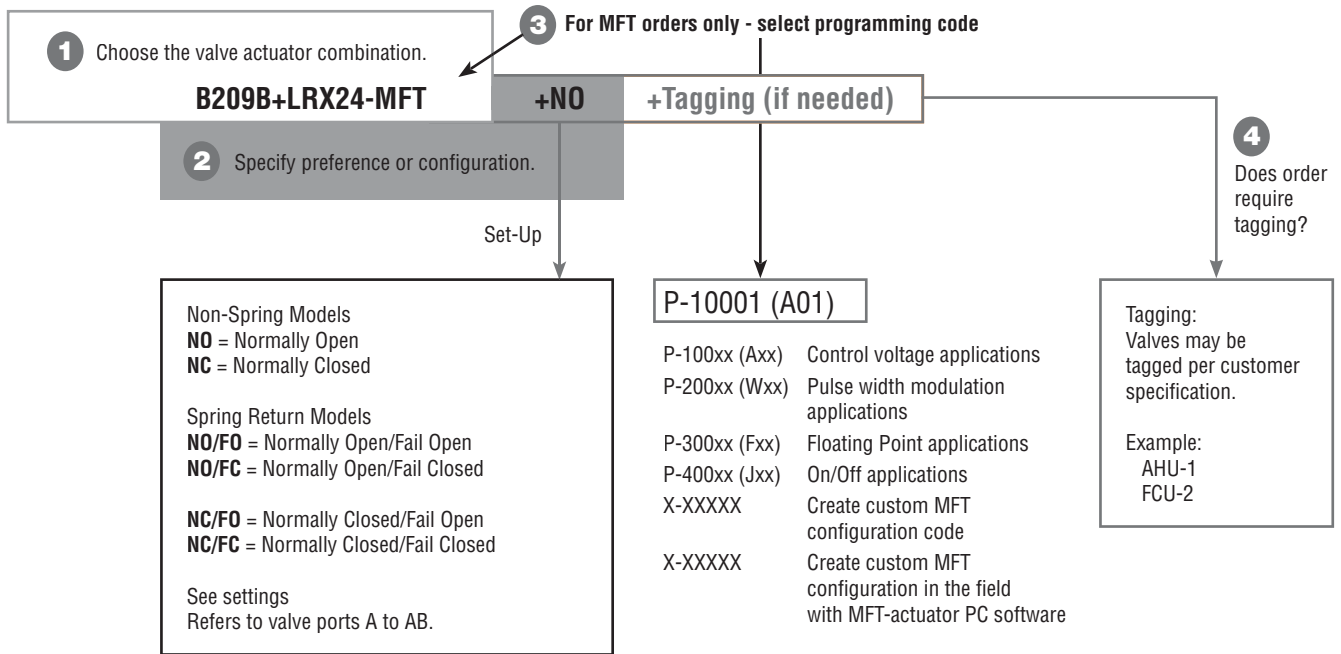 1 Choose the valve actuator combination.
3 For MFT orders only - select programming code
B209B+LRX24-MFT +NO +Tagging (if needed)
2 Specify preference or configuration.
4
Does order
require
tagging?
Set-Up
Non-Spring Models
NO = Normally Open
NC = Normally Closed
Spring Return Models
NO/FO = Normally Open/Fail Open
NO/FC = Normally Open/Fail Closed
NC/FO = Normally Closed/Fail Open
NC/FC = Normally Closed/Fail Closed
See settings
Refers to valve ports A to AB.
P-10001 (A01)
P-100xx (Axx) Control voltage applications
P-200xx (Wxx) Pulse width modulation
applications
P-300xx (Fxx) Floating Point applications
P-400xx (Jxx) On/Off applications
X-XXXXX Create custom MFT
configuration code
X-XXXXX Create custom MFT
configuration in the field
with MFT-actuator PC software
Tagging:
Valves may be
tagged per customer
specification.
Example:
AHU-1
FCU-2